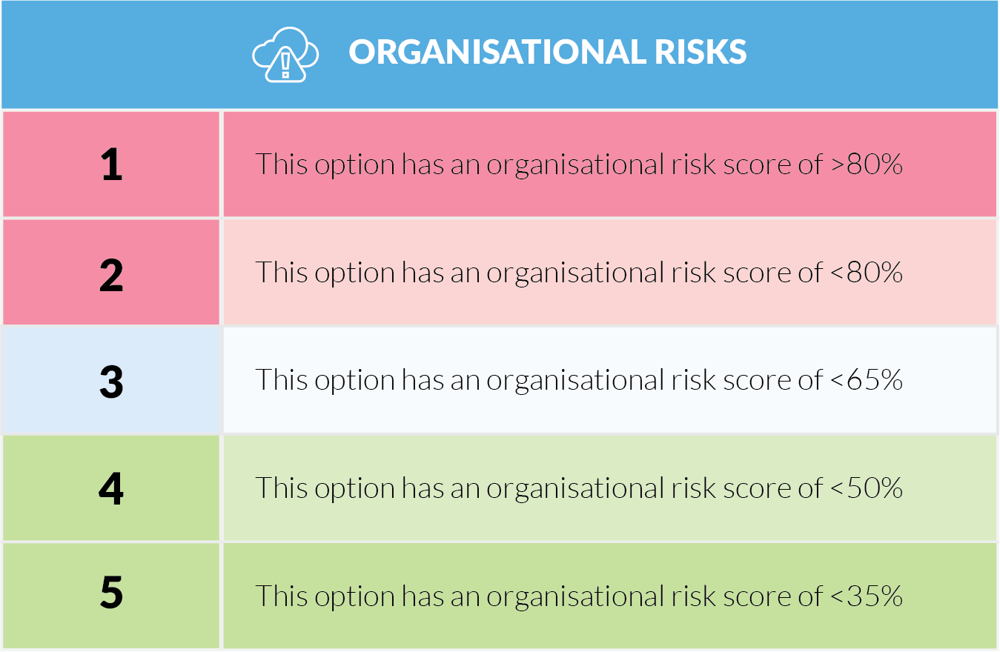 ORGANISATIONAL RISKS
1
This option has an organisational risk score of >80%
2
This option has an organisational risk score of <80%
3
This option has an organisational risk score of <65%
4
This option has an organisational risk score of <50%
5
This option has an organisational risk score of <35%